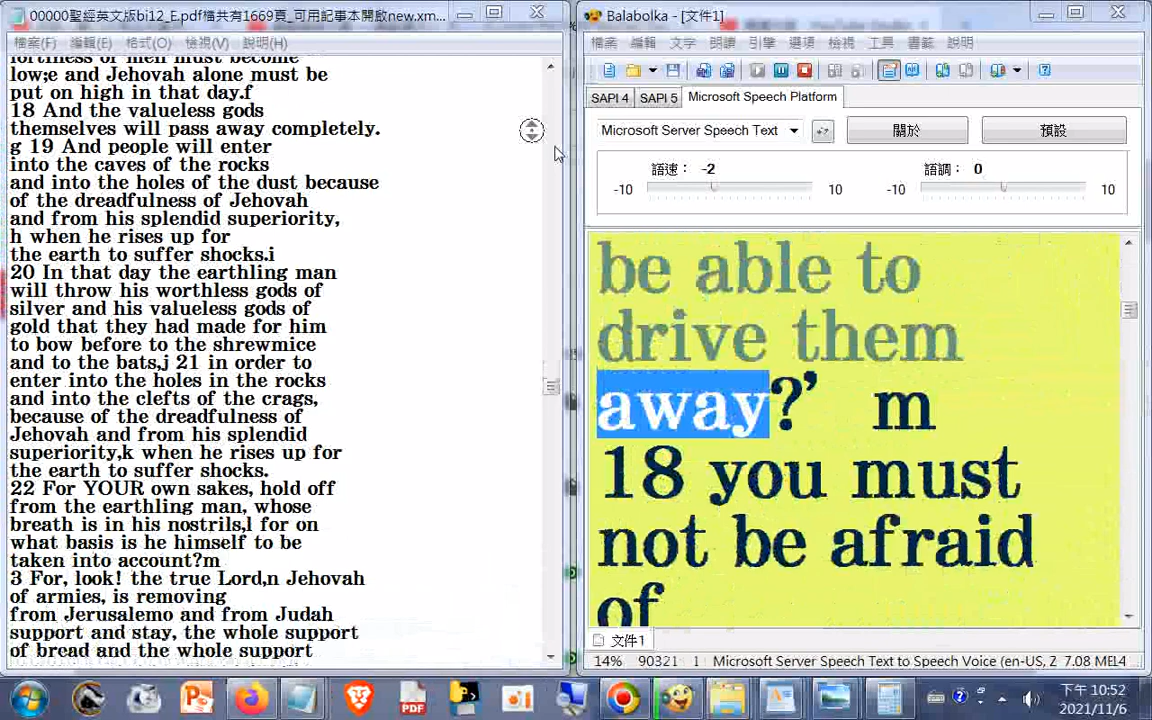 00000聖經英文版bi12_E.pdf檔共有1669頁_可用記事本開啟new.xm...
檔案(F) 編輯(E) 格式(O) 檢視(V) 說明(H)
loftiness of men must become
low;e and Jehovah alone must be
put on high in that day.f
18 And the valueless gods
themselves will pass away completely.
g 19 And people will enter
into the caves of the rocks
and into the holes of the dust because
of the dreadfulness of Jehovah
and from his splendid superiority,
h when he rises up for
the earth to suffer shocks.i
20 In that day the earthling man
will throw his worthless gods of
silver and his valueless gods of
gold that they had made for him
to bow before to the shrewmice
and to the bats,j 21 in order to
enter into the holes in the rocks
and into the clefts of the crags,
because of the dreadfulness of
Jehovah and from his splendid
superiority,k when he rises up for
the earth to suffer shocks.
22 For YOUR own sakes, hold off
from the earthling man, whose
breath is in his nostrils,l for on
what basis is he himself to be
taken into account?m
3 For, look! the true Lord,n Jehovah
of armies, is removing
from Jerusalemo and from Judah
support and stay, the whole support
of bread and the whole support
Balabolka - [文件1]
檔案 編輯 文字 朗讀 引擎 選項 檢視 工具 書籤 說明
SAPI 4 SAPI 5 Microsoft Speech Platform
Microsoft Server Speech Text 關於 預設
語速： -2 語調： 0
-10 10 -10 10
be able to
drive them
away?’ m
18 you must
not be afraid
of
文件1
14% 90321 1 Microsoft Server Speech Text to Speech Voice (en-US, Z 7.08 MB
PDF
下午 10:52
2021/11/6